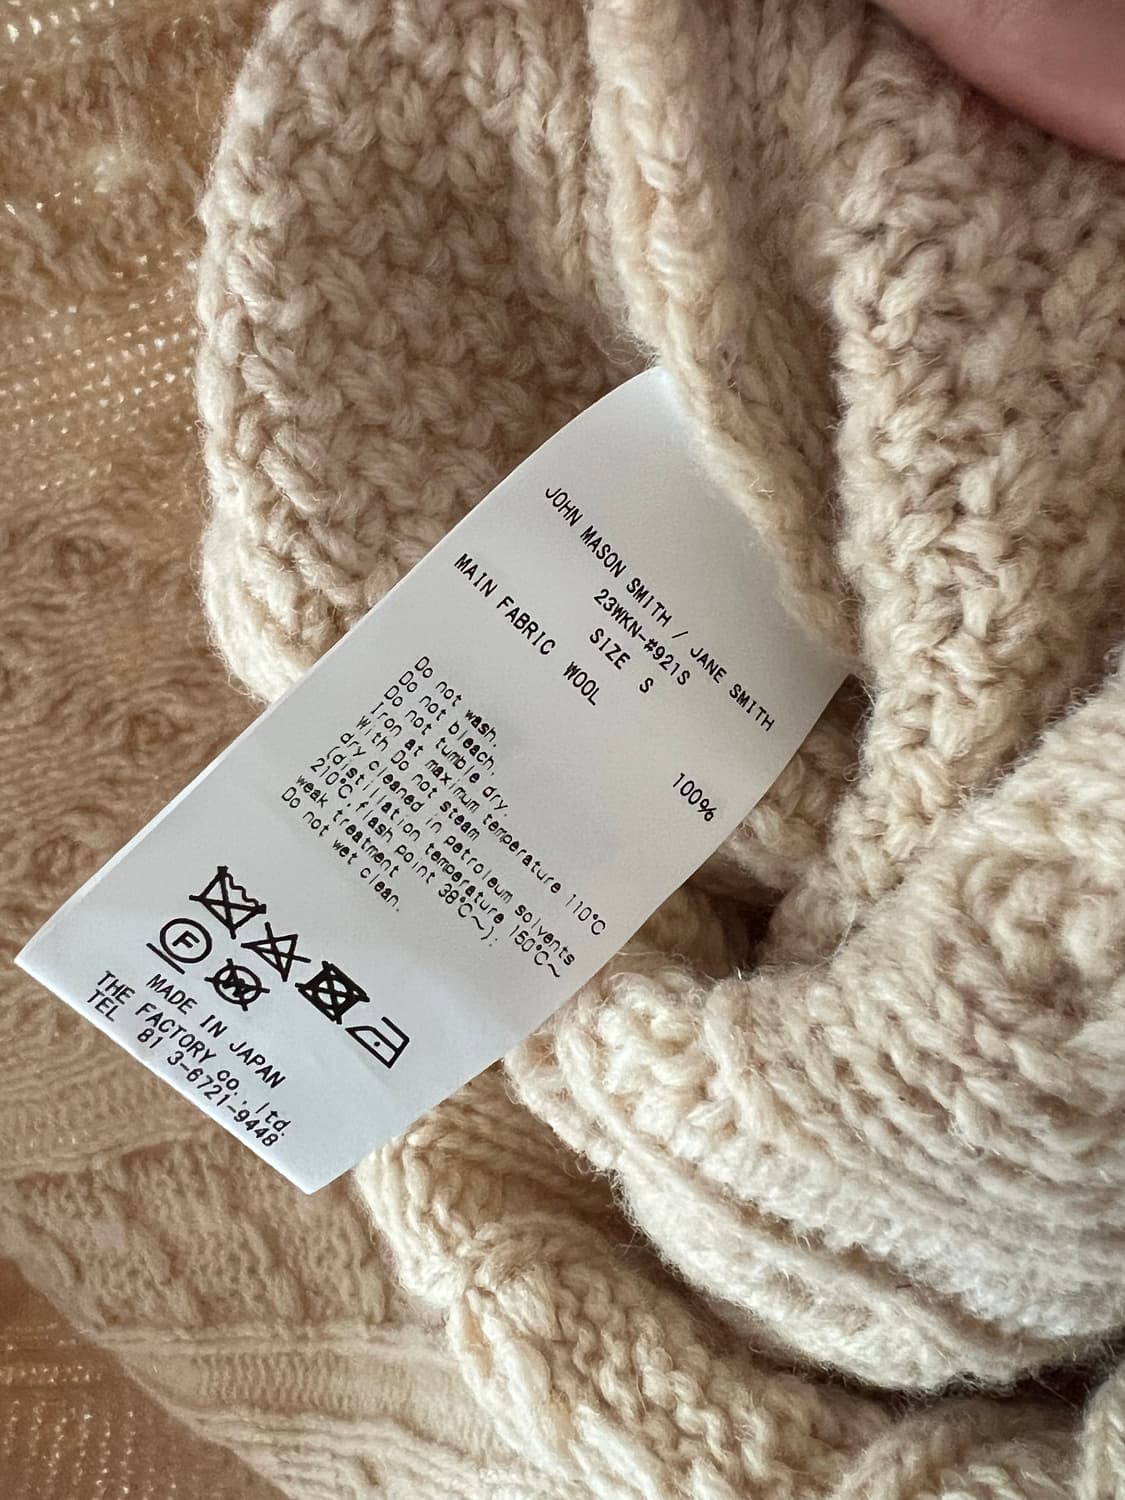 JOHN MASON SMITH / JANE SMITH
23WKN-#921S
SIZE S
MAIN FABRIC WOOL 100%
Do not wash.
Do not bleach.
Do not tumble dry.
Iron at maximum temperature 110°C
With Do not steam
dry cleaned in petroleum solvents
(distillation temperature 150°C~
210°C,flash point 38°C~):
weak treatment
Do not wet clean.
F
W
MADE IN JAPAN
THE FACTORY co., ltd.
TEL 81 3-6721-9448